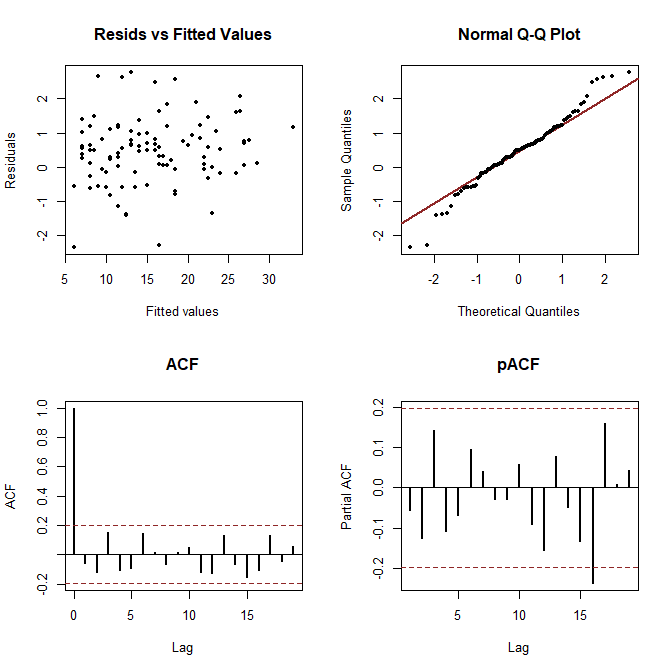 Resids vs Fitted Values
Residuals
2
1
0
-1
-2
5 10 15 20 25 30
Fitted values
Normal Q-Q Plot
Sample Quantiles
2
1
0
-1
-2
-2 -1 0 1 2
Theoretical Quantiles
ACF
ACF
1.0
0.8
0.6
0.4
0.2
-0.2
0 5 10 15
Lag
pACF
Partial ACF
0.2
0.1
0.0
-0.1
-0.2
5 10 15
Lag